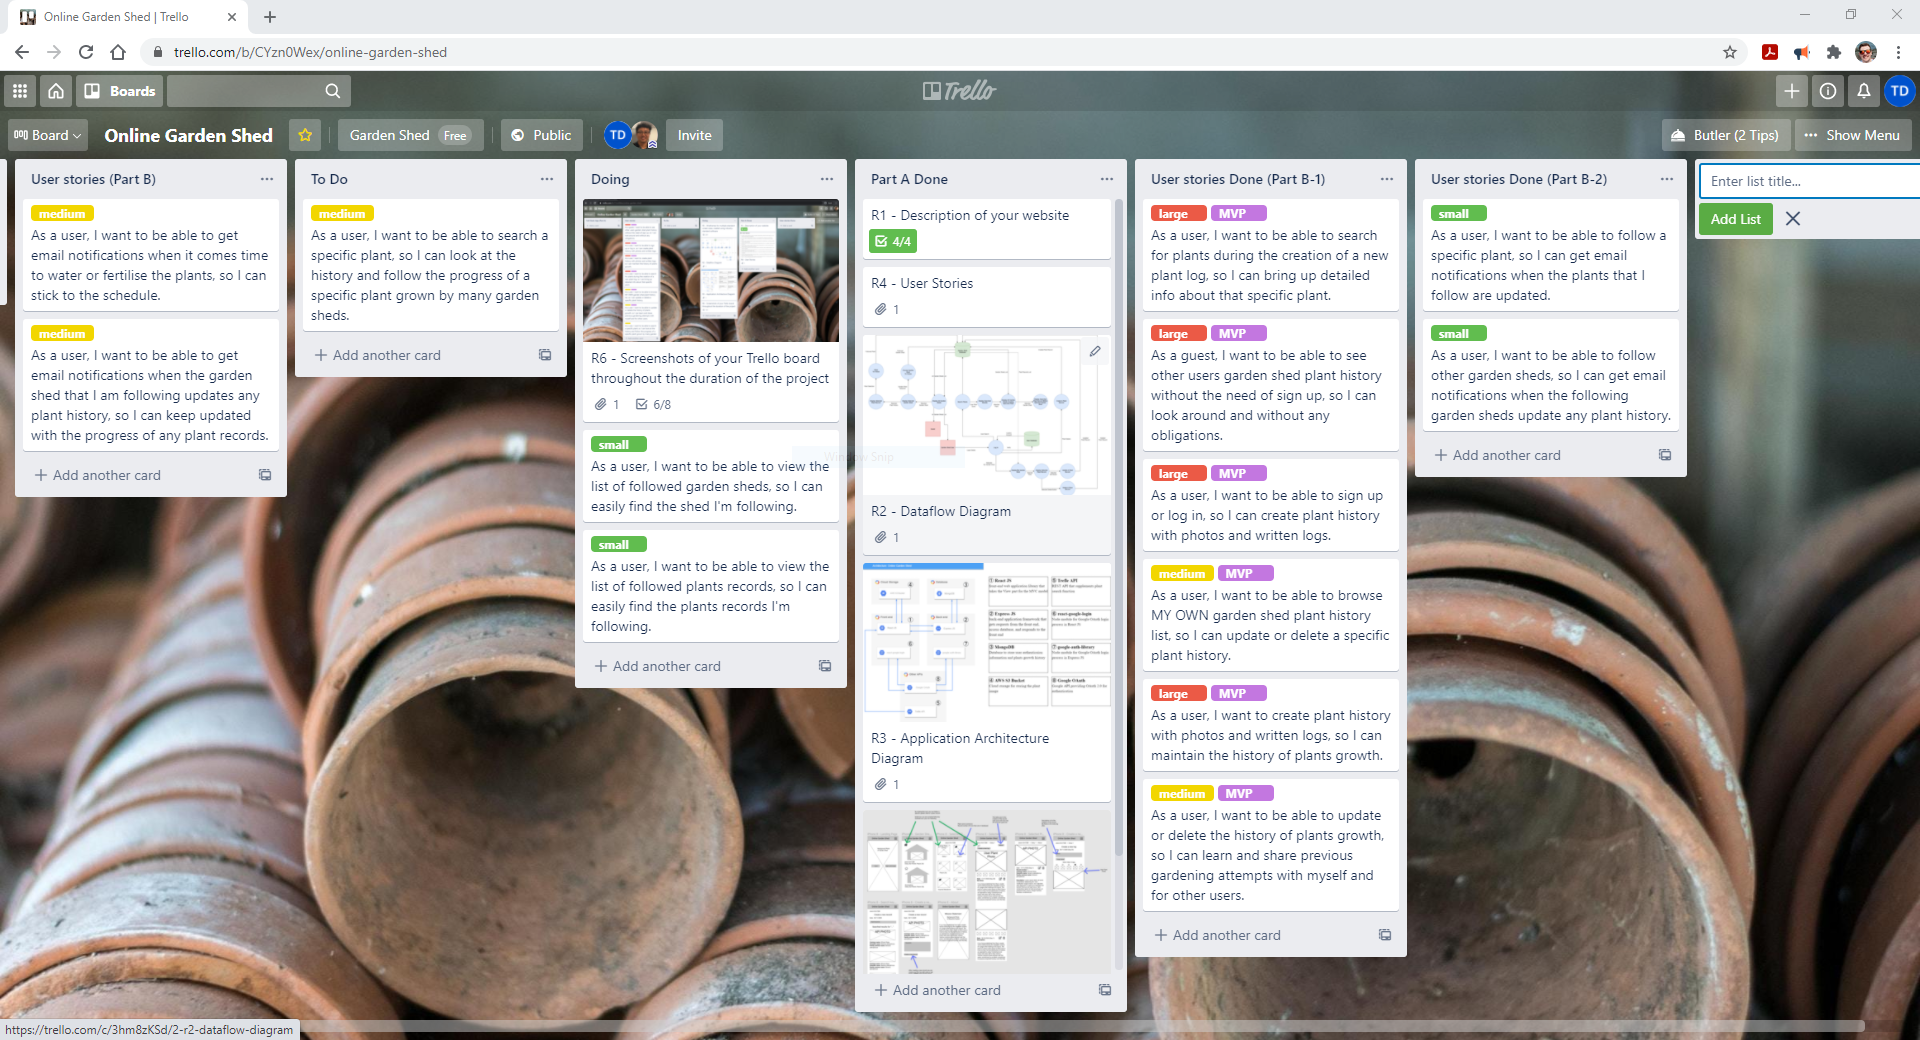 Online Garden Shed | Trello
trello.com/b/CYzn0Wex/online-garden-shed
Boards
Trello
TD
Board
Online Garden Shed
Garden Shed Free
Public
TD
Invite
Butler (2 Tips)
Show Menu
User stories (Part B)
medium
As a user, I want to be able to get
email notifications when it comes time
to water or fertilise the plants, so I can
stick to the schedule.
medium
As a user, I want to be able to get
email notifications when the garden
shed that I am following updates any
plant history, so I can keep updated
with the progress of any plant records.
Add another card
To Do
medium
As a user, I want to be able to search a
specific plant, so I can look at the
history and follow the progress of a
specific plant grown by many garden
sheds.
Add another card
Doing
R6 - Screenshots of your Trello board
throughout the duration of the project
1 6/8
small
As a user, I want to be able to view the
list of followed garden sheds, so I can
easily find the shed I'm following.
small
As a user, I want to be able to view the
list of followed plants records, so I can
easily find the plants records I'm
following.
Add another card
Window Snip
Part A Done
R1 - Description of your website
4/4
R4 - User Stories
1
R2 - Dataflow Diagram
1
R3 - Application Architecture
Diagram
1
Add another card
User stories Done (Part B-1)
large MVP
As a user, I want to be able to search
for plants during the creation of a new
plant log, so I can bring up detailed
info about that specific plant.
large MVP
As a guest, I want to be able to see
other users garden shed plant history
without the need of sign up, so I can
look around and without any
obligations.
large MVP
As a user, I want to be able to sign up
or log in, so I can create plant history
with photos and written logs.
medium MVP
As a user, I want to be able to browse
MY OWN garden shed plant history
list, so I can update or delete a specific
plant history.
large MVP
As a user, I want to create plant history
with photos and written logs, so I can
maintain the history of plants growth.
medium MVP
As a user, I want to be able to update
or delete the history of plants growth,
so I can learn and share previous
gardening attempts with myself and
for other users.
Add another card
User stories Done (Part B-2)
small
As a user, I want to be able to follow a
specific plant, so I can get email
notifications when the plants that I
follow are updated.
small
As a user, I want to be able to follow
other garden sheds, so I can get email
notifications when the following
garden sheds update any plant history.
Add another card
Enter list title...
Add List
https://trello.com/c/3hm8zKSd/2-r2-dataflow-diagram